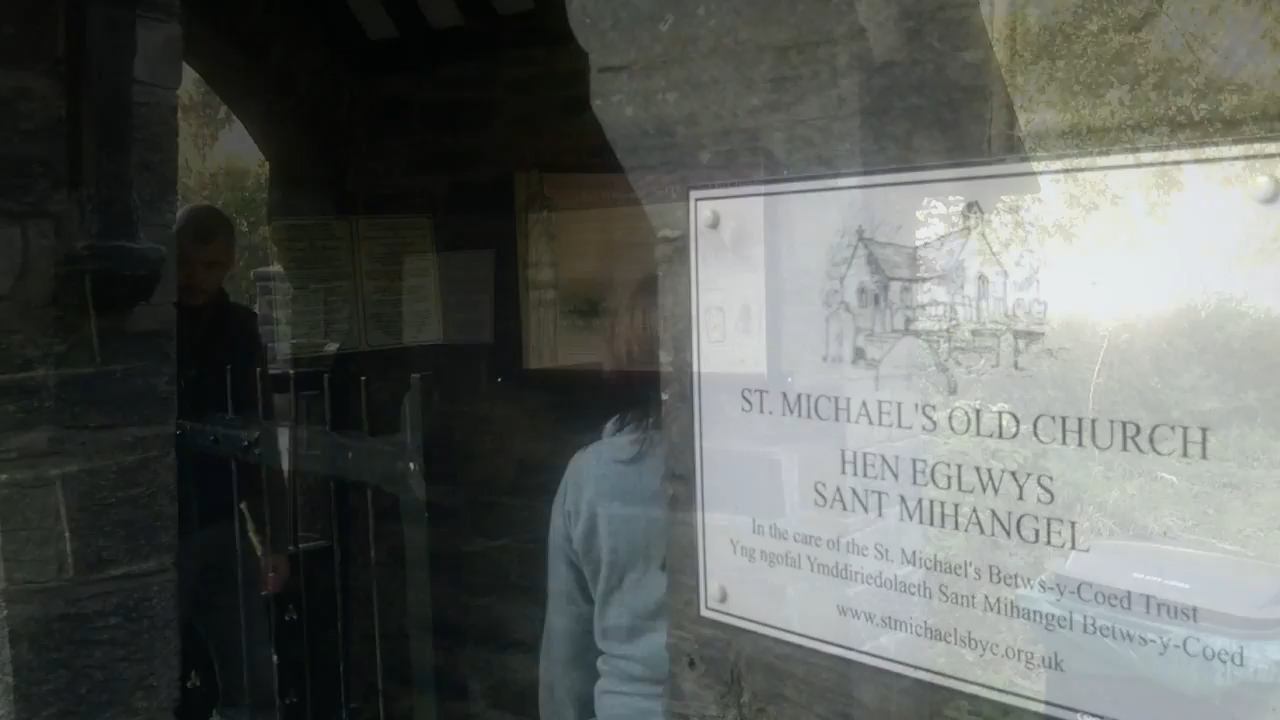 ST. MICHAEL'S OLD CHURCH
HEN EGLWYS
SANT MIHANGEL
In the care of the St. Michael's Betws-y-Coed Trust
Yng ngofal Ymddiriedolaeth Sant Mihangel Betws-y-Coed
www.stmichaelsbyc.org.uk